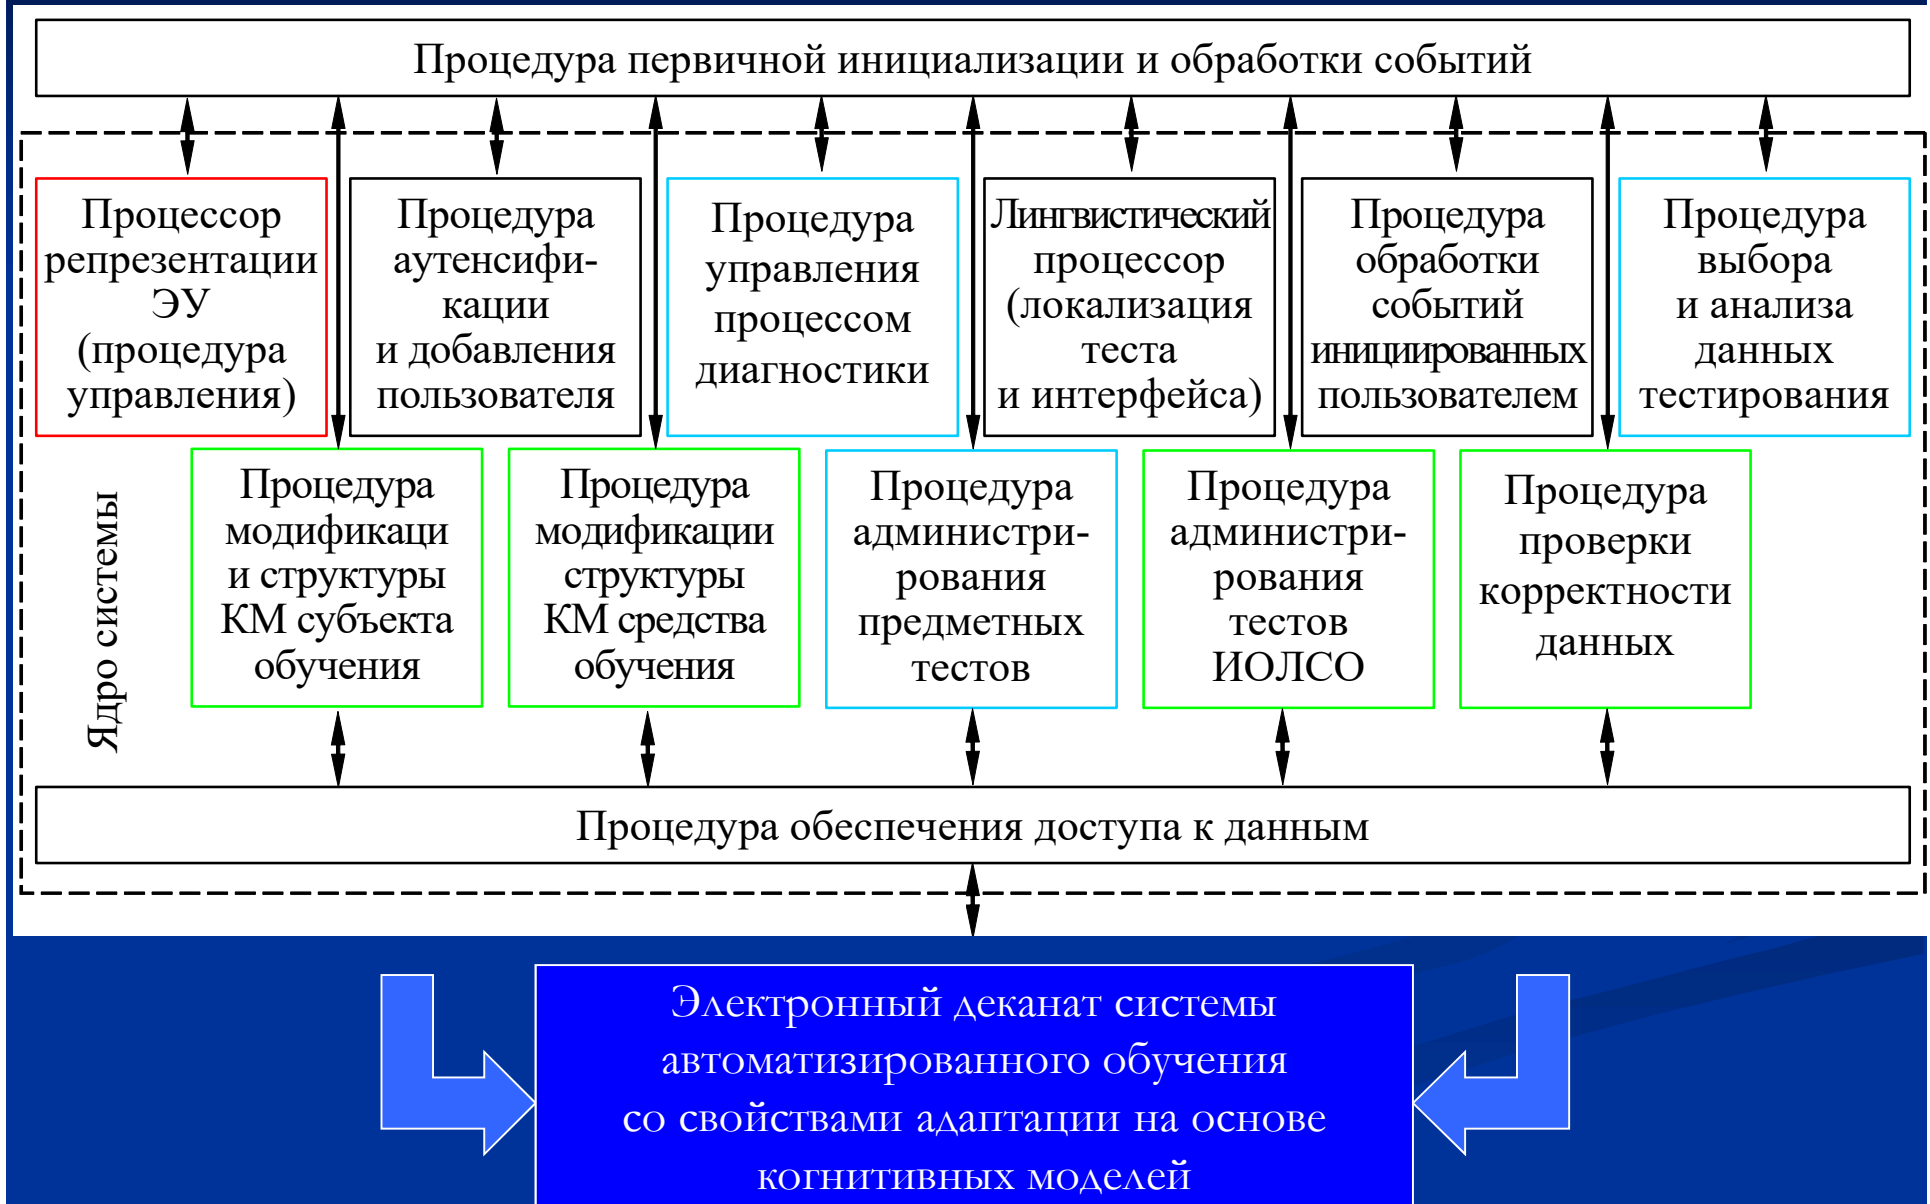 Процедура первичной инициализации и обработки событий
Процессор
репрезентации
ЭУ
(процедура
управления)
Процедура
аутенсифи-
кации
и добавления
пользователя
Процедура
управления
процессом
диагностики
Лингвистический
процессор
(локализация
теста
и интерфейса)
Процедура
обработки
событий
инициированных
пользователем
Процедура
выбора
и анализа
данных
тестирования
Ядро системы
Процедура
модификаци
и структуры
КМ субъекта
обучения
Процедура
модификации
структуры
КМ средства
обучения
Процедура
администри-
рования
предметных
тестов
Процедура
администри-
рования
тестов
ИОЛСО
Процедура
проверки
корректности
данных
Процедура обеспечения доступа к данным
Электронный деканат системы
автоматизированного обучения
со свойствами адаптации на основе
когнитивных моделей